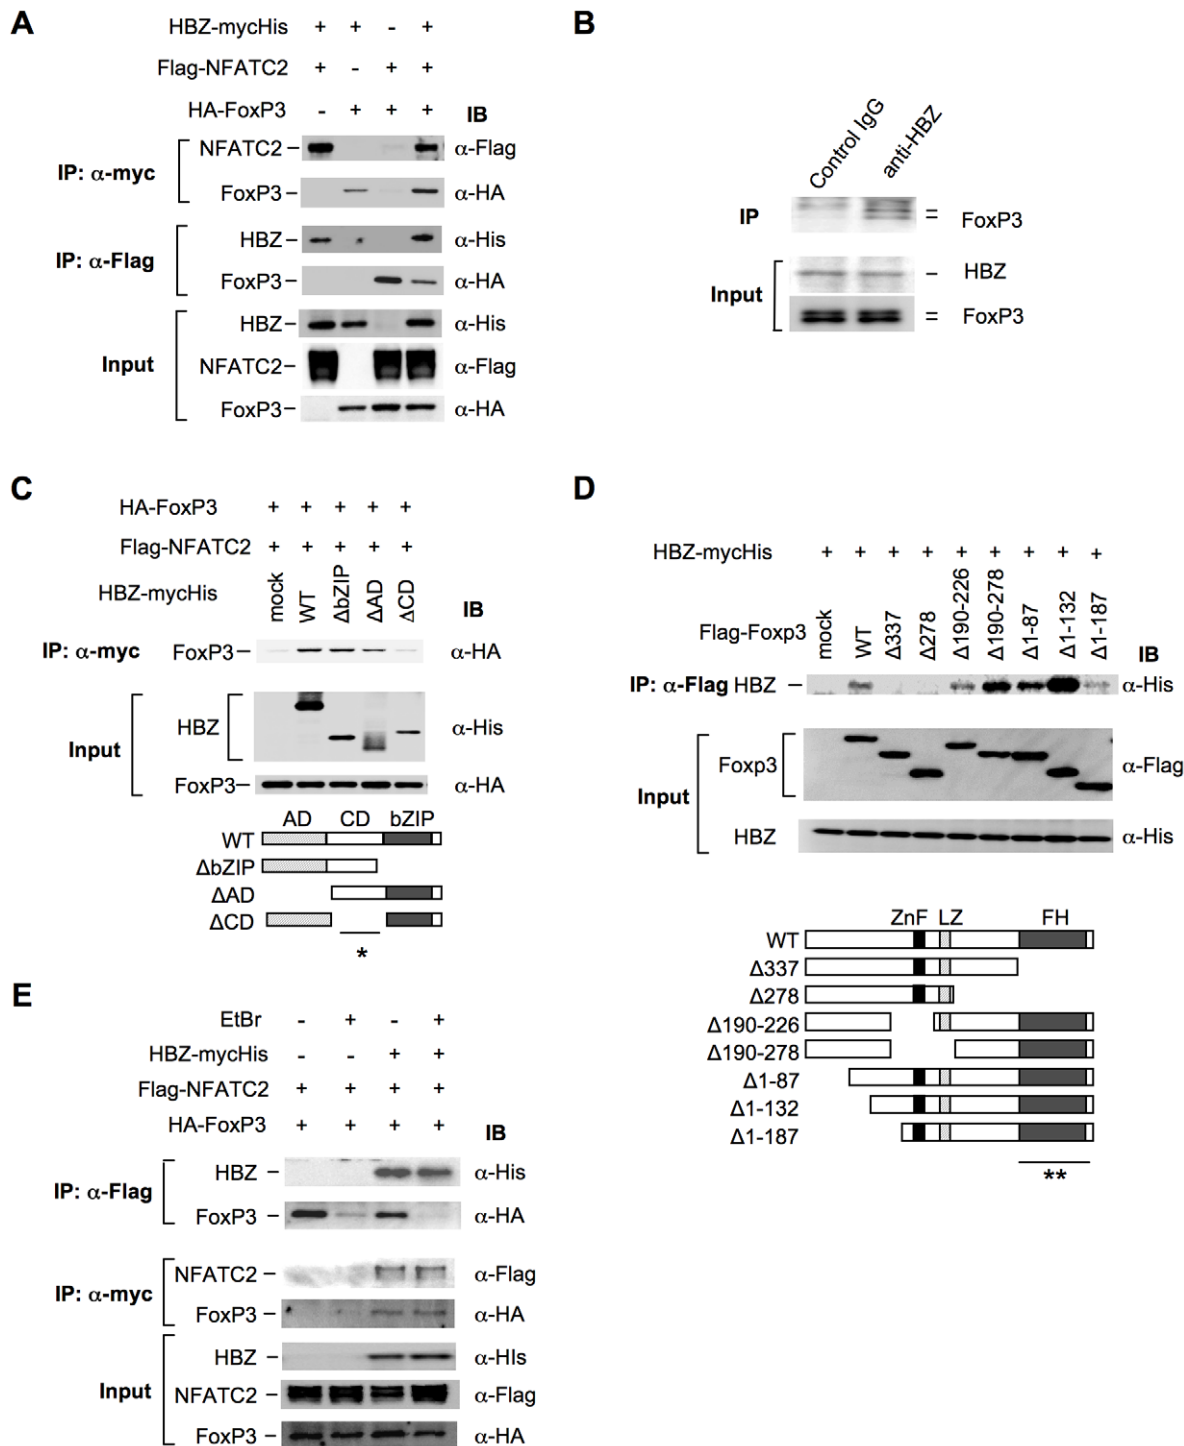 A
HBZ-mycHis + + - +
Flag-NFATC2 + - + +
HA-FoxP3 - + + +
IB
IP: α-myc
NFATC2 – α-Flag
FoxP3 – α-HA
IP: α-Flag
HBZ – α-His
FoxP3 – α-HA
Input
HBZ – α-His
NFATC2 – α-Flag
FoxP3 – α-HA
B
Control IgG
anti-HBZ
IP = FoxP3
Input
– HBZ
= FoxP3
C
HA-FoxP3 + + + + +
Flag-NFATC2 + + + + +
HBZ-mycHis mock WT ΔbZIP ΔAD ΔCD
IB
IP: α-myc FoxP3 – α-HA
Input
HBZ α-His
FoxP3 – α-HA
AD CD bZIP
WT
ΔbZIP
ΔAD
ΔCD
*
D
HBZ-mycHis + + + + + + + + +
Flag-Foxp3 mock WT Δ337 Δ278 Δ190-226 Δ190-278 Δ1-87 Δ1-132 Δ1-187
IB
IP: α-Flag HBZ – α-His
Input
Foxp3 α-Flag
HBZ α-His
ZnF LZ FH
WT
Δ337
Δ278
Δ190-226
Δ190-278
Δ1-87
Δ1-132
Δ1-187
**
E
EtBr - + - +
HBZ-mycHis - - + +
Flag-NFATC2 + + + +
HA-FoxP3 + + + +
IB
IP: α-Flag
HBZ – α-His
FoxP3 – α-HA
IP: α-myc
NFATC2 – α-Flag
FoxP3 – α-HA
Input
HBZ – α-HIs
NFATC2 – α-Flag
FoxP3 – α-HA